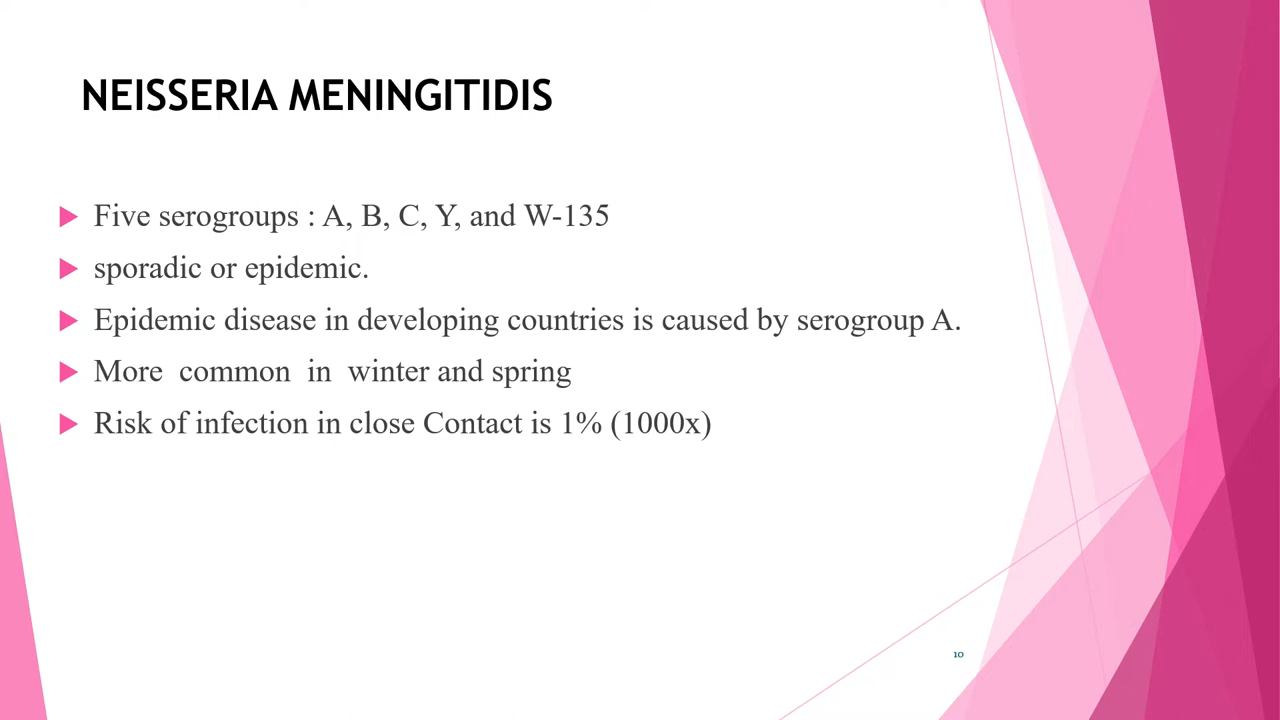 NEISSERIA MENINGITIDIS
Five serogroups : A, B, C, Y, and W-135
sporadic or epidemic.
Epidemic disease in developing countries is caused by serogroup A.
More common in winter and spring
Risk of infection in close Contact is 1% (1000x)
10